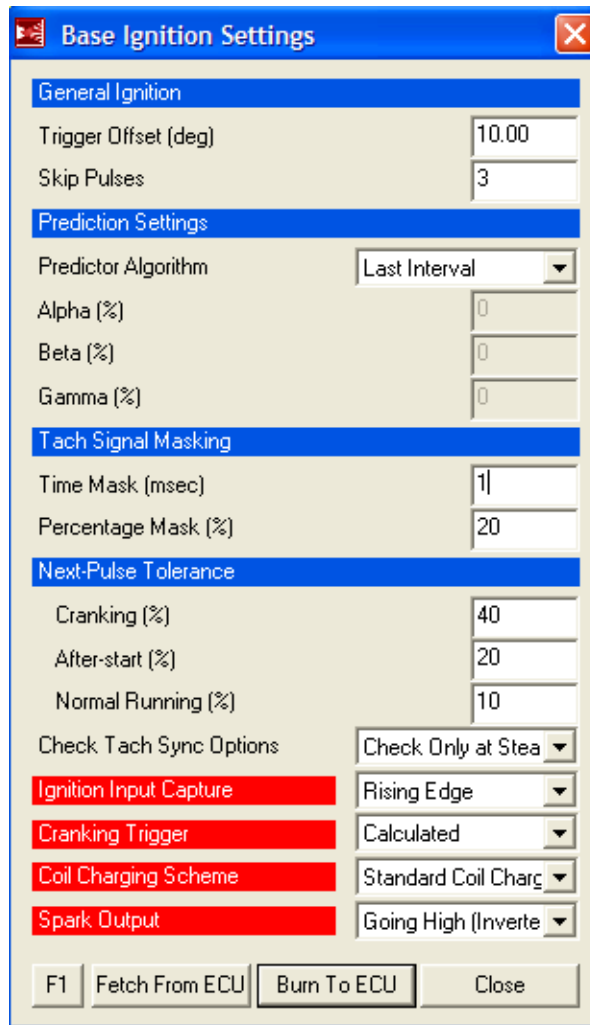 Base Ignition Settings
General Ignition
Trigger Offset (deg) 10.00
Skip Pulses 3
Prediction Settings
Predictor Algorithm Last Interval
Alpha (%) 0
Beta (%) 0
Gamma (%) 0
Tach Signal Masking
Time Mask (msec) 1
Percentage Mask (%) 20
Next-Pulse Tolerance
Cranking (%) 40
After-start (%) 20
Normal Running (%) 10
Check Tach Sync Options Check Only at Stea
Ignition Input Capture Rising Edge
Cranking Trigger Calculated
Coil Charging Scheme Standard Coil Charg
Spark Output Going High (Inverte
F1 Fetch From ECU Burn To ECU Close